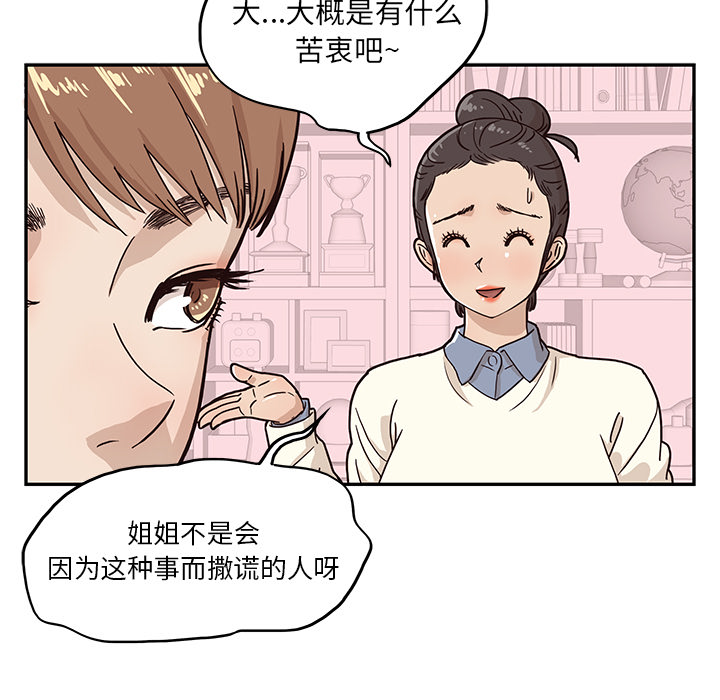 大…大概是有什么
苦衷吧~
姐姐不是会
因为这种事而撒谎的人呀